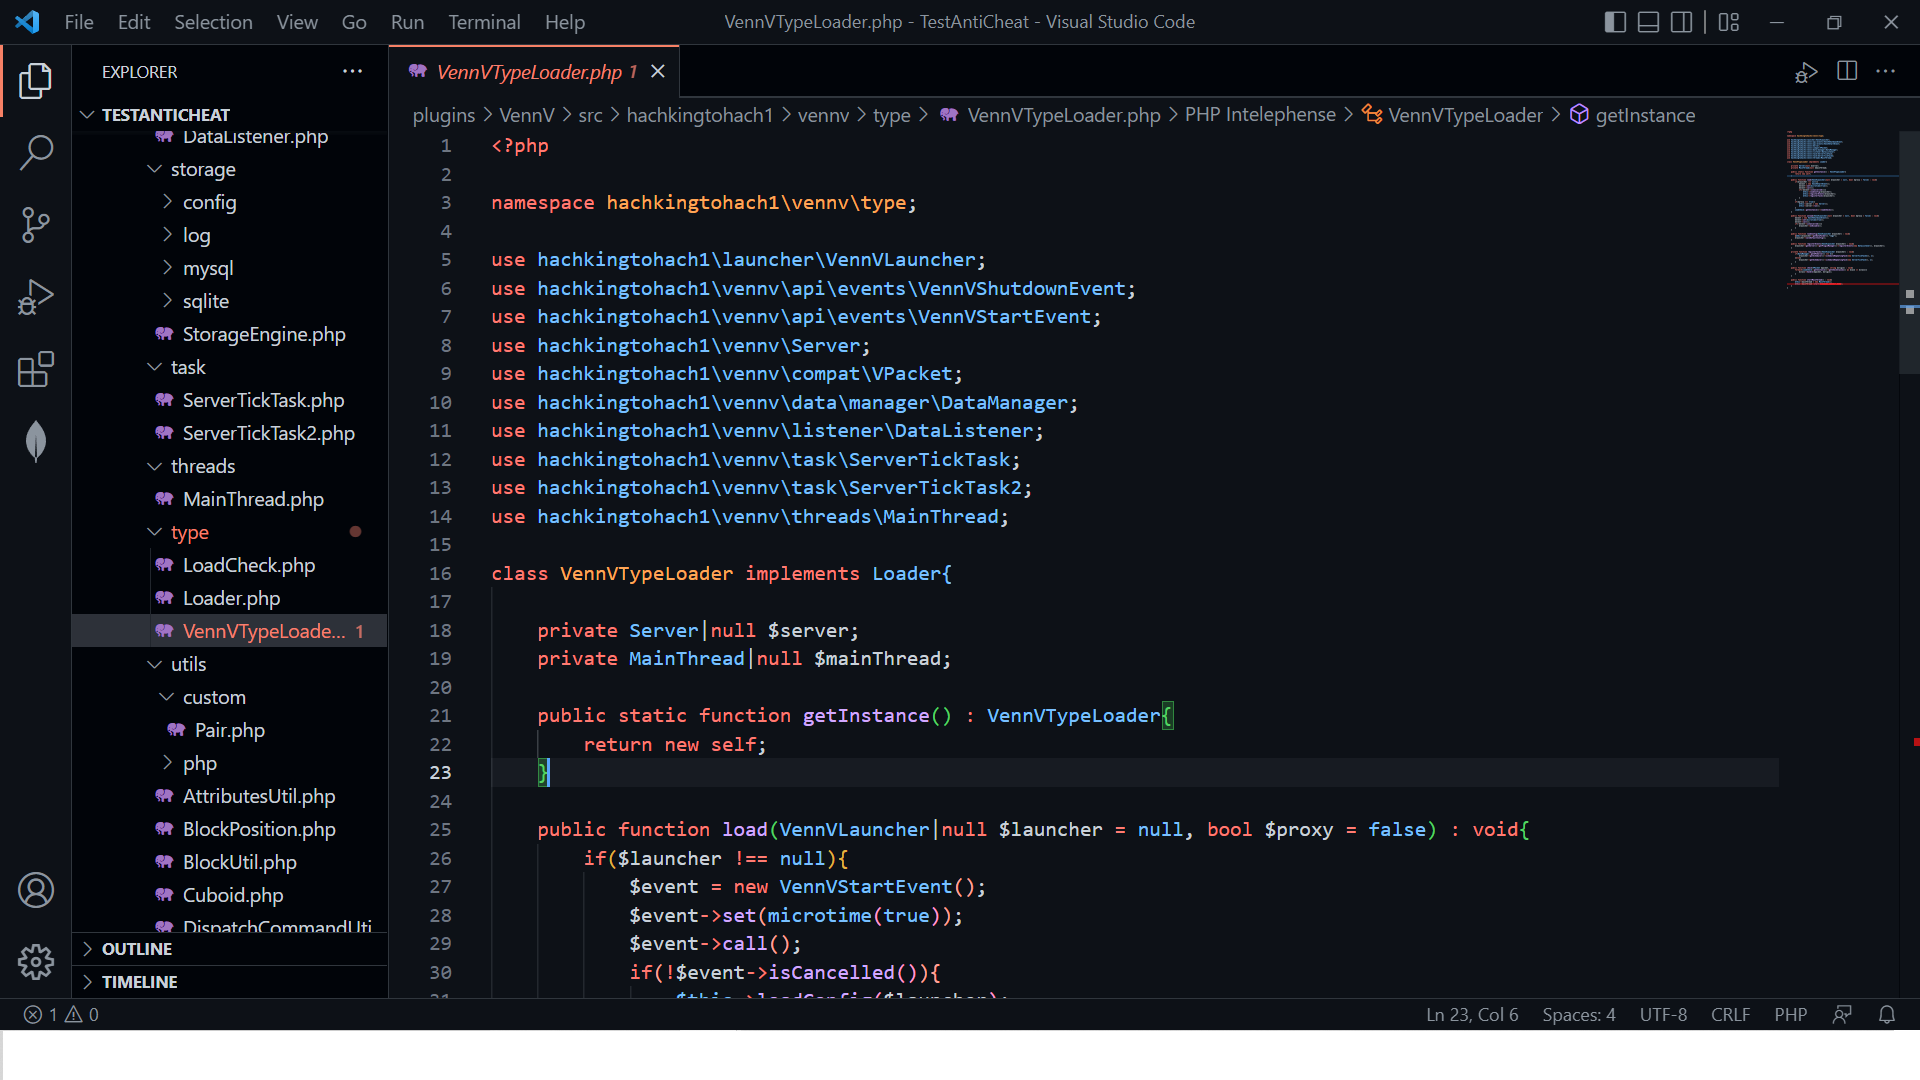 File Edit Selection View Go Run Terminal Help
VennVTypeLoader.php - TestAntiCheat - Visual Studio Code
EXPLORER
TESTANTICHEAT
DataListener.php
storage
config
log
mysql
sqlite
StorageEngine.php
task
ServerTickTask.php
ServerTickTask2.php
threads
MainThread.php
type
LoadCheck.php
Loader.php
VennVTypeLoade... 1
utils
custom
Pair.php
php
AttributesUtil.php
BlockPosition.php
BlockUtil.php
Cuboid.php
DispatchCommandUti
OUTLINE
TIMELINE
VennVTypeLoader.php 1
plugins > VennV > src > hachkingtohach1 > vennv > type > VennVTypeLoader.php > PHP Intelephense > VennVTypeLoader > getInstance
1 <?php
2
3 namespace hachkingtohach1\vennv\type;
4
5 use hachkingtohach1\launcher\VennVLauncher;
6 use hachkingtohach1\vennv\api\events\VennVShutdownEvent;
7 use hachkingtohach1\vennv\api\events\VennVStartEvent;
8 use hachkingtohach1\vennv\Server;
9 use hachkingtohach1\vennv\compat\VPacket;
10 use hachkingtohach1\vennv\data\manager\DataManager;
11 use hachkingtohach1\vennv\listener\DataListener;
12 use hachkingtohach1\vennv\task\ServerTickTask;
13 use hachkingtohach1\vennv\task\ServerTickTask2;
14 use hachkingtohach1\vennv\threads\MainThread;
15
16 class VennVTypeLoader implements Loader{
17
18     private Server|null $server;
19     private MainThread|null $mainThread;
20
21     public static function getInstance() : VennVTypeLoader{
22         return new self;
23     }
24
25     public function load(VennVLauncher|null $launcher = null, bool $proxy = false) : void{
26         if($launcher !== null){
27             $event = new VennVStartEvent();
28             $event->set(microtime(true));
29             $event->call();
30             if(!$event->isCancelled()){
31                 $this->loadConfig($launcher);
1 0
Ln 23, Col 6 Spaces: 4 UTF-8 CRLF PHP